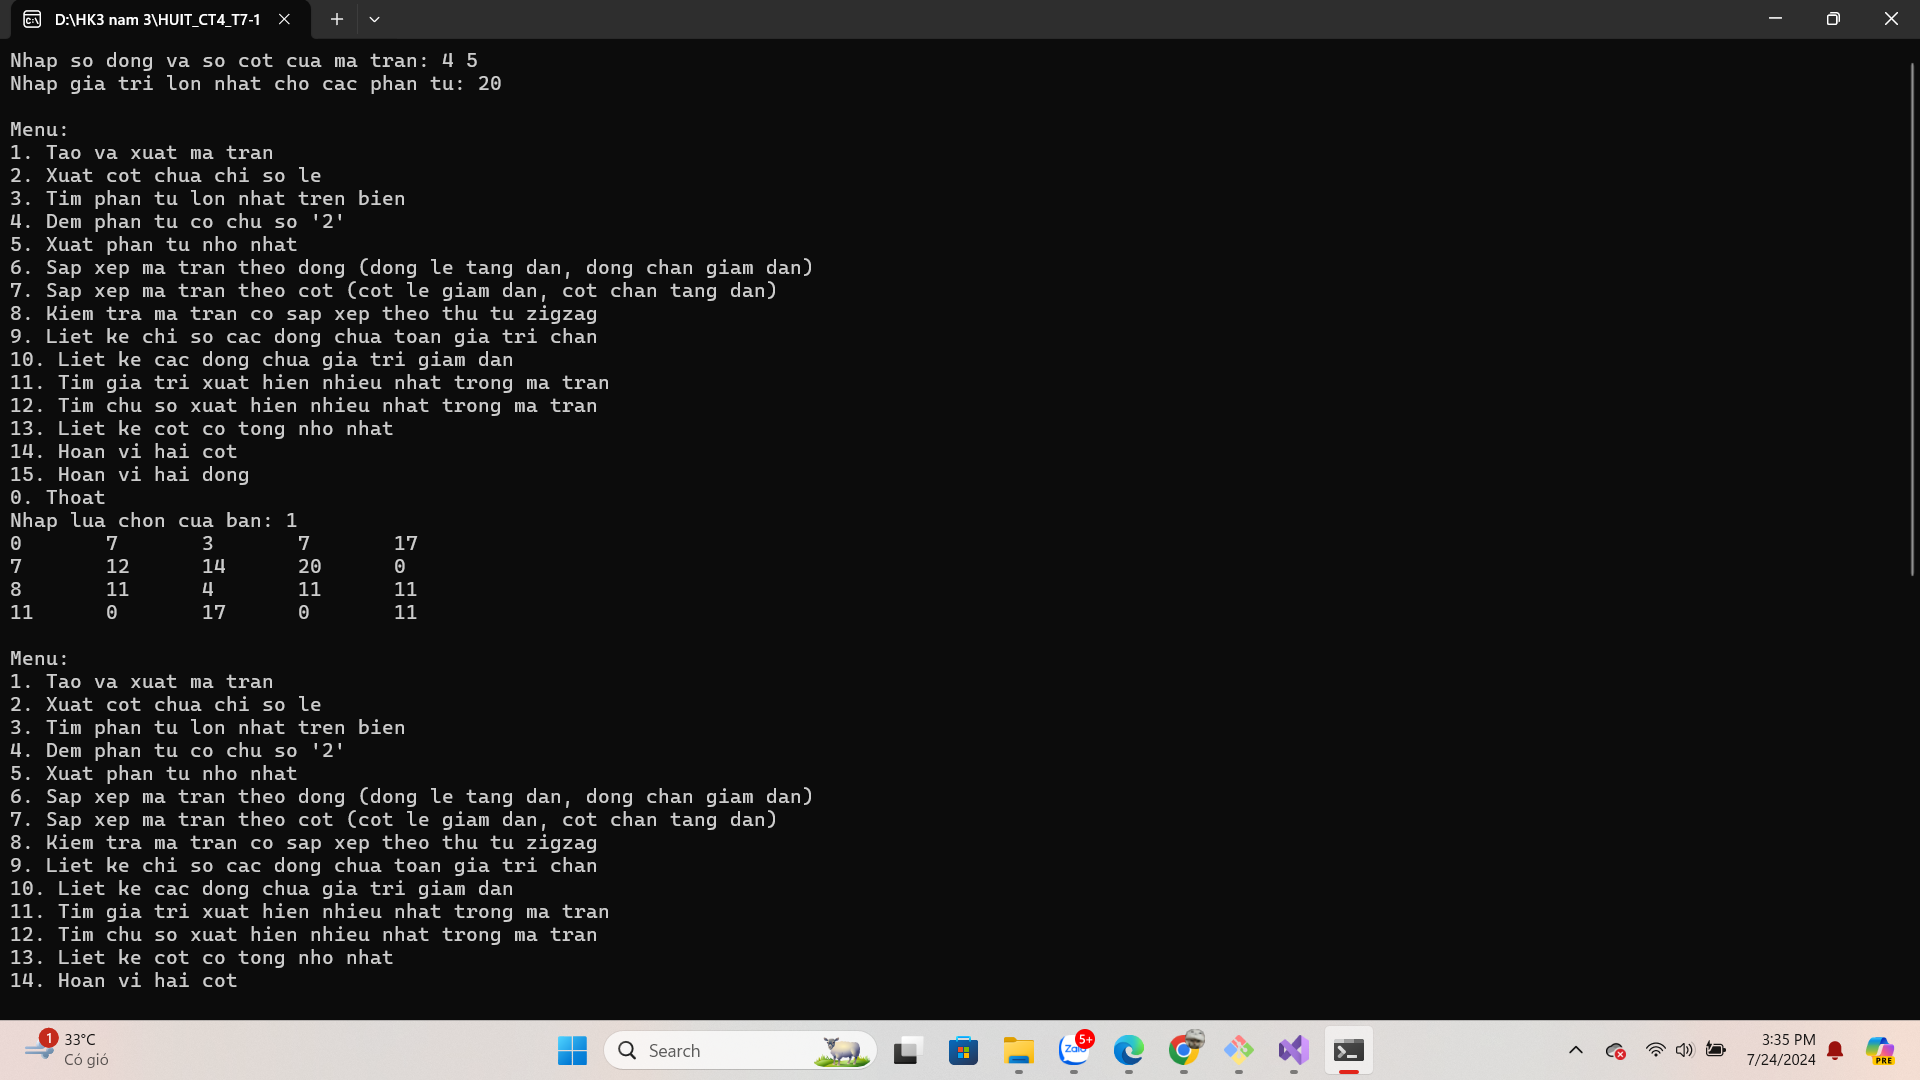 D:\HK3 nam 3\HUIT_CT4_T7-1
Nhap so dong va so cot cua ma tran: 4 5
Nhap gia tri lon nhat cho cac phan tu: 20
Menu:
1. Tao va xuat ma tran
2. Xuat cot chua chi so le
3. Tim phan tu lon nhat tren bien
4. Dem phan tu co chu so '2'
5. Xuat phan tu nho nhat
6. Sap xep ma tran theo dong (dong le tang dan, dong chan giam dan)
7. Sap xep ma tran theo cot (cot le giam dan, cot chan tang dan)
8. Kiem tra ma tran co sap xep theo thu tu zigzag
9. Liet ke chi so cac dong chua toan gia tri chan
10. Liet ke cac dong chua gia tri giam dan
11. Tim gia tri xuat hien nhieu nhat trong ma tran
12. Tim chu so xuat hien nhieu nhat trong ma tran
13. Liet ke cot co tong nho nhat
14. Hoan vi hai cot
15. Hoan vi hai dong
0. Thoat
Nhap lua chon cua ban: 1
0 7 3 7 17
7 12 14 20 0
8 11 4 11 11
11 0 17 0 11
Menu:
1. Tao va xuat ma tran
2. Xuat cot chua chi so le
3. Tim phan tu lon nhat tren bien
4. Dem phan tu co chu so '2'
5. Xuat phan tu nho nhat
6. Sap xep ma tran theo dong (dong le tang dan, dong chan giam dan)
7. Sap xep ma tran theo cot (cot le giam dan, cot chan tang dan)
8. Kiem tra ma tran co sap xep theo thu tu zigzag
9. Liet ke chi so cac dong chua toan gia tri chan
10. Liet ke cac dong chua gia tri giam dan
11. Tim gia tri xuat hien nhieu nhat trong ma tran
12. Tim chu so xuat hien nhieu nhat trong ma tran
13. Liet ke cot co tong nho nhat
14. Hoan vi hai cot
1
33°C
Có gió
Search
Zalo
5+
3:35 PM
7/24/2024
PRE